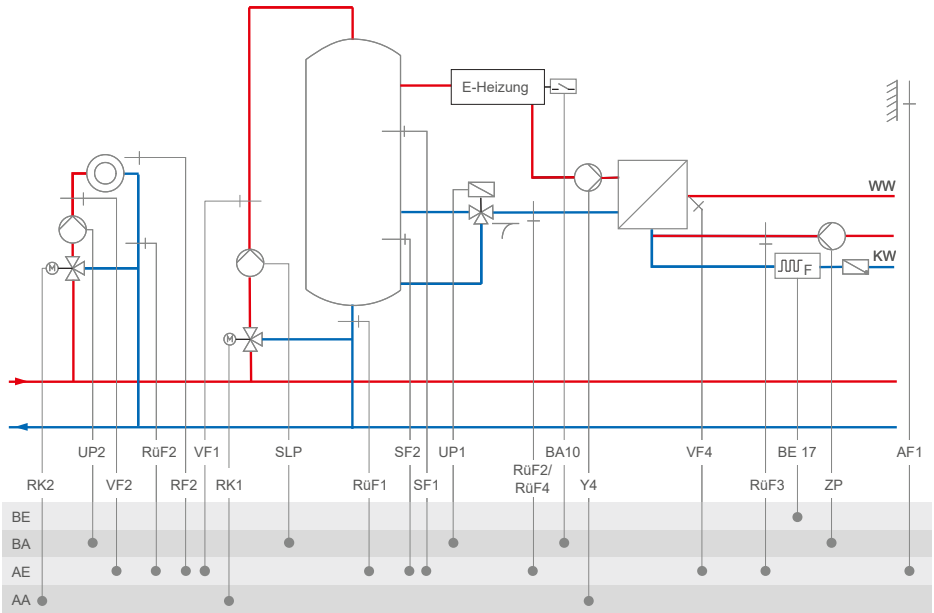 E-Heizung
WW
KW
F
M
M
UP2 RüF2 VF1 SLP SF2 UP1 BA10 VF4 BE 17 AF1
RK2 VF2 RF2 RK1 RüF1 SF1 RüF2/ RüF4 Y4 RüF3 ZP
BE
BA
AE
AA